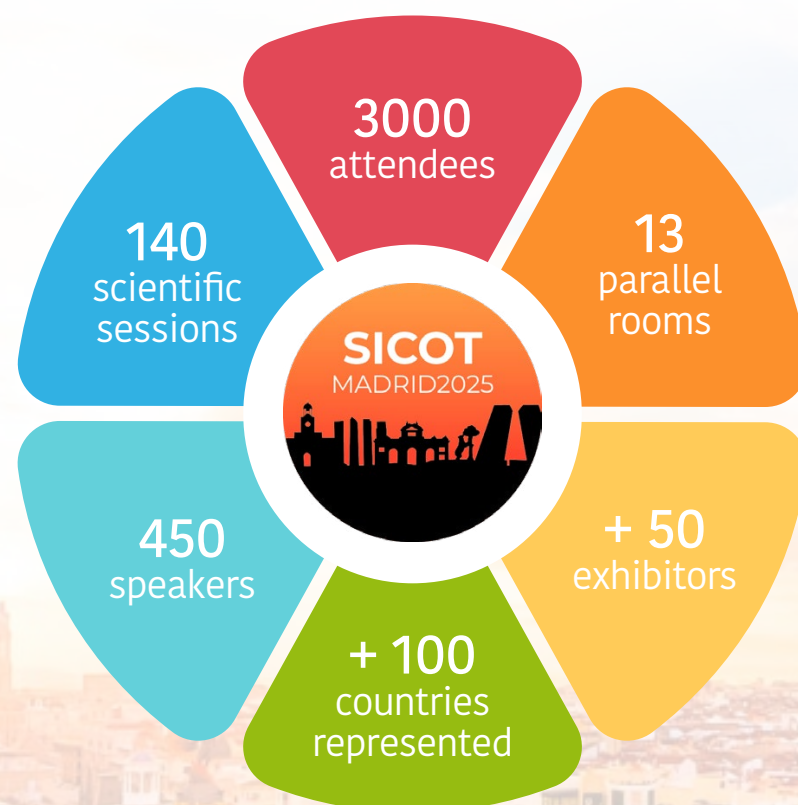 3000
attendees
13
parallel
rooms
+ 50
exhibitors
+ 100
countries
represented
450
speakers
140
scientific
sessions
SICOT
MADRID2025